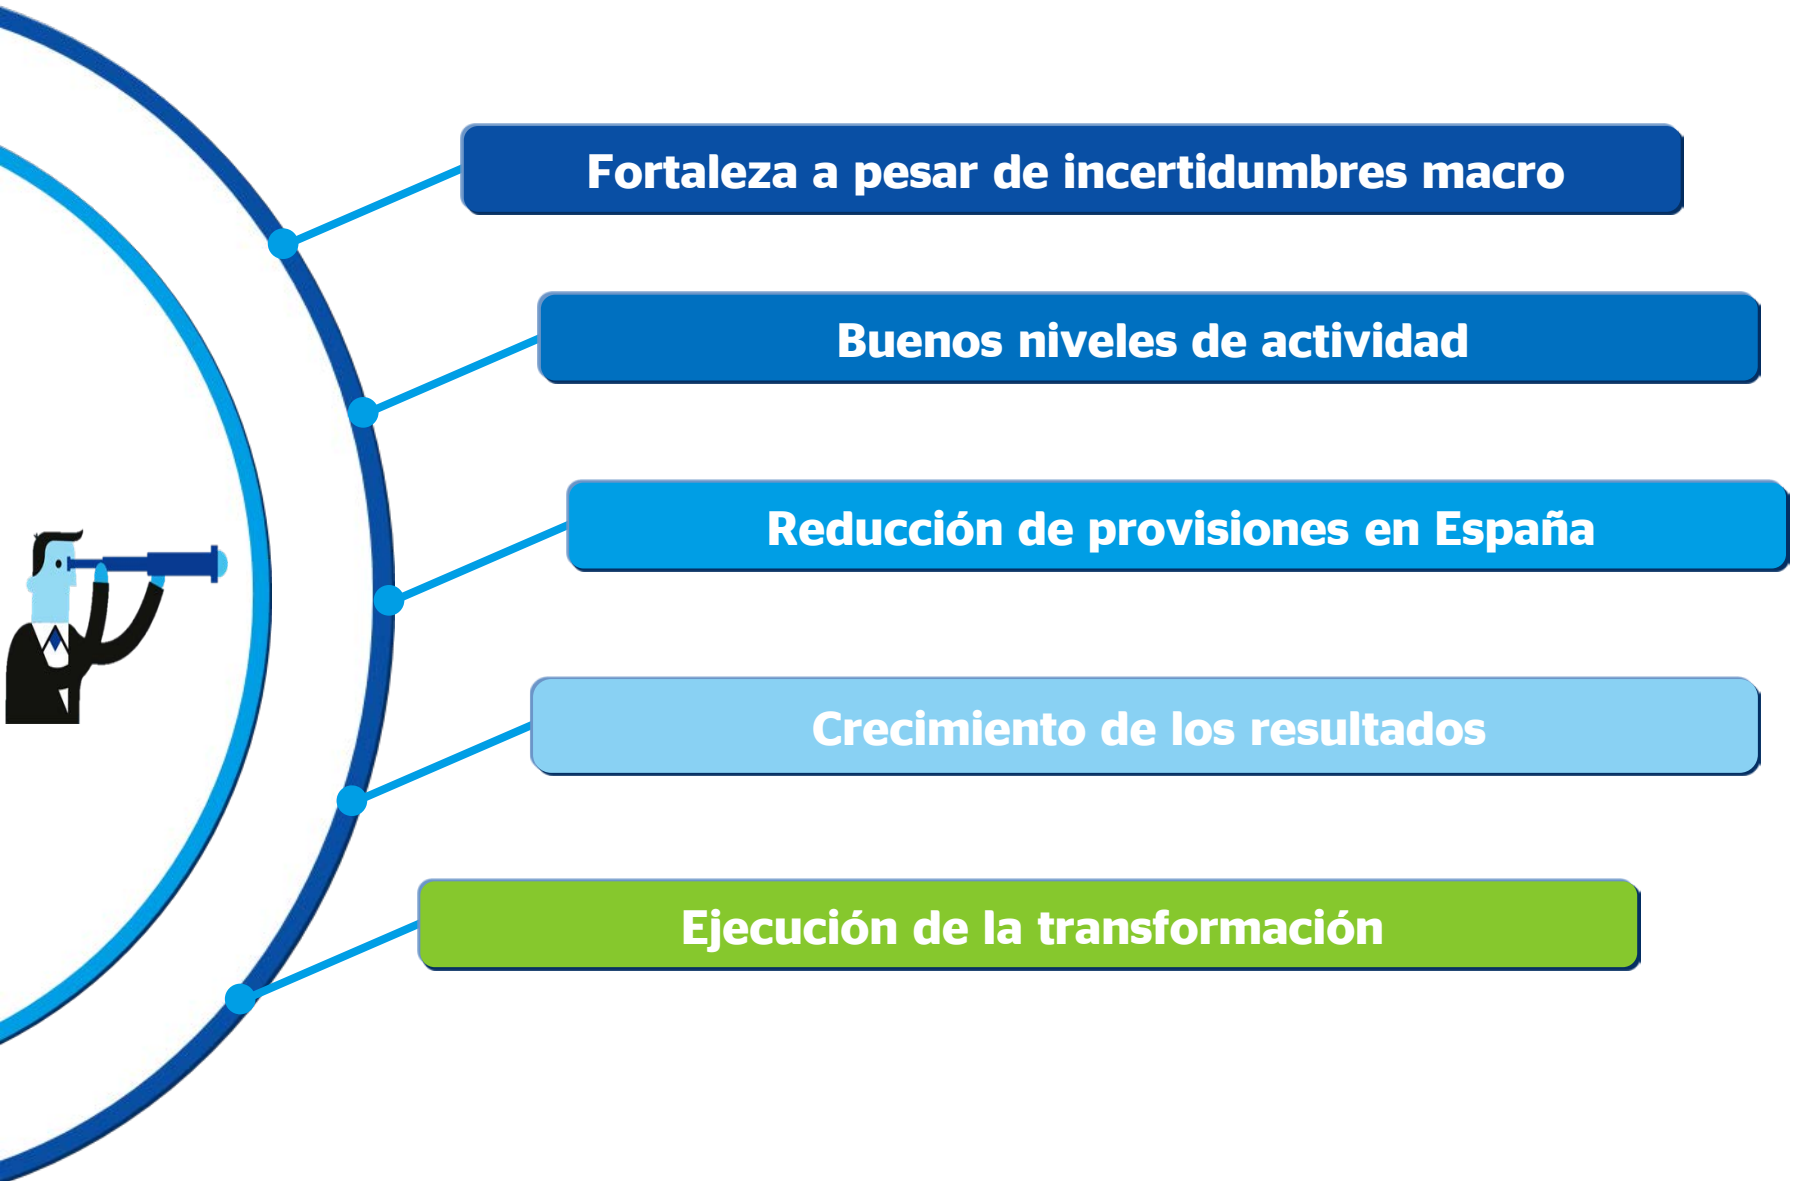 Fortaleza a pesar de incertidumbres macro
Buenos niveles de actividad
Reducción de provisiones en España
Crecimiento de los resultados
Ejecución de la transformación